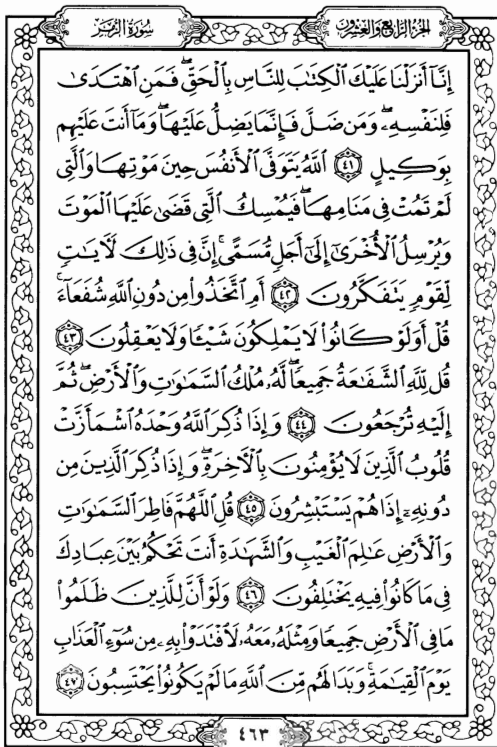 الجزء الرابع والعشرون
سورة الزمر
إِنَّآ أَنزَلْنَا عَلَيْكَ ٱلْكِتَٰبَ لِلنَّاسِ بِٱلْحَقِّ ۖ فَمَنِ ٱهْتَدَىٰ
فَلِنَفْسِهِۦ ۖ وَمَن ضَلَّ فَإِنَّمَا يَضِلُّ عَلَيْهَا ۖ وَمَآ أَنتَ عَلَيْهِم
بِوَكِيلٍ ٤١ ٱللَّهُ يَتَوَفَّى ٱلْأَنفُسَ حِينَ مَوْتِهَا وَٱلَّتِى
لَمْ تَمُتْ فِى مَنَامِهَا ۖ فَيُمْسِكُ ٱلَّتِى قَضَىٰ عَلَيْهَا ٱلْمَوْتَ
وَيُرْسِلُ ٱلْأُخْرَىٰٓ إِلَىٰٓ أَجَلٍ مُّسَمًّى ۚ إِنَّ فِى ذَٰلِكَ لَءَايَٰتٍ
لِّقَوْمٍ يَتَفَكَّرُونَ ٤٢ أَمِ ٱتَّخَذُوا۟ مِن دُونِ ٱللَّهِ شُفَعَآءَ ۚ
قُلْ أَوَلَوْ كَانُوا۟ لَا يَمْلِكُونَ شَيْـًٔا وَلَا يَعْقِلُونَ ٤٣
قُل لِّلَّهِ ٱلشَّفَٰعَةُ جَمِيعًا ۖ لَّهُۥ مُلْكُ ٱلسَّمَٰوَٰتِ وَٱلْأَرْضِ ۖ ثُمَّ
إِلَيْهِ تُرْجَعُونَ ٤٤ وَإِذَا ذُكِرَ ٱللَّهُ وَحْدَهُ ٱشْمَأَزَّتْ
قُلُوبُ ٱلَّذِينَ لَا يُؤْمِنُونَ بِٱلْءَاخِرَةِ ۖ وَإِذَا ذُكِرَ ٱلَّذِينَ مِن
دُونِهِۦٓ إِذَا هُمْ يَسْتَبْشِرُونَ ٤٥ قُلِ ٱللَّهُمَّ فَاطِرَ ٱلسَّمَٰوَٰتِ
وَٱلْأَرْضِ عَٰلِمَ ٱلْغَيْبِ وَٱلشَّهَٰدَةِ أَنتَ تَحْكُمُ بَيْنَ عِبَادِكَ
فِى مَا كَانُوا۟ فِيهِ يَخْتَلِفُونَ ٤٦ وَلَوْ أَنَّ لِلَّذِينَ ظَلَمُوا۟
مَا فِى ٱلْأَرْضِ جَمِيعًا وَمِثْلَهُۥ مَعَهُۥ لَٱفْتَدَوْا۟ بِهِۦ مِن سُوٓءِ ٱلْعَذَابِ
يَوْمَ ٱلْقِيَٰمَةِ ۚ وَبَدَا لَهُم مِّنَ ٱللَّهِ مَا لَمْ يَكُونُوا۟ يَحْتَسِبُونَ ٤٧
٤٦٣